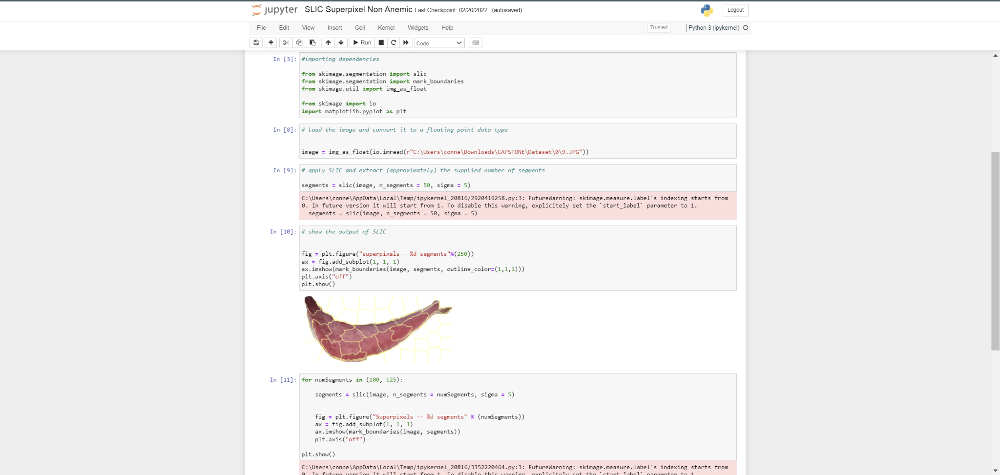 jupyter SLIC Superpixel Non Anemic Last Checkpoint: 02/20/2022 (autosaved)
Logout
File Edit View Insert Cell Kernel Widgets Help
Trusted
Python 3 (ipykernel)
Run
Code
In [3]:
#importing dependencies
from skimage.segmentation import slic
from skimage.segmentation import mark_boundaries
from skimage.util import img_as_float
from skimage import io
import matplotlib.pyplot as plt
In [8]:
# load the image and convert it to a floating point data type
image = img_as_float(io.imread(r"C:\Users\conne\Downloads\CAPSTONE\Dataset\0\9.JPG"))
In [9]:
# apply SLIC and extract (approximately) the supplied number of segments
segments = slic(image, n_segments = 50, sigma = 5)
C:\Users\conne\AppData\Local\Temp/ipykernel_20816/2920419258.py:3: FutureWarning: skimage.measure.label's indexing starts from
0. In future version it will start from 1. To disable this warning, explicitely set the `start_label` parameter to 1.
  segments = slic(image, n_segments = 50, sigma = 5)
In [10]:
# show the output of SLIC
fig = plt.figure("superpixels-- %d segments"%(250))
ax = fig.add_subplot(1, 1, 1)
ax.imshow(mark_boundaries(image, segments, outline_color=(1,1,1)))
plt.axis("off")
plt.show()
In [11]:
for numSegments in (100, 125):
    segments = slic(image, n_segments = numSegments, sigma = 5)
    fig = plt.figure("Superpixels -- %d segments" % (numSegments))
    ax = fig.add_subplot(1, 1, 1)
    ax.imshow(mark_boundaries(image, segments))
    plt.axis("off")
plt.show()
C:\Users\conne\AppData\Local\Temp/ipykernel_20816/3352220464.py:3: FutureWarning: skimage.measure.label's indexing starts from
0. In future version it will start from 1. To disable this warning, explicitely set the `start_label` parameter to 1.